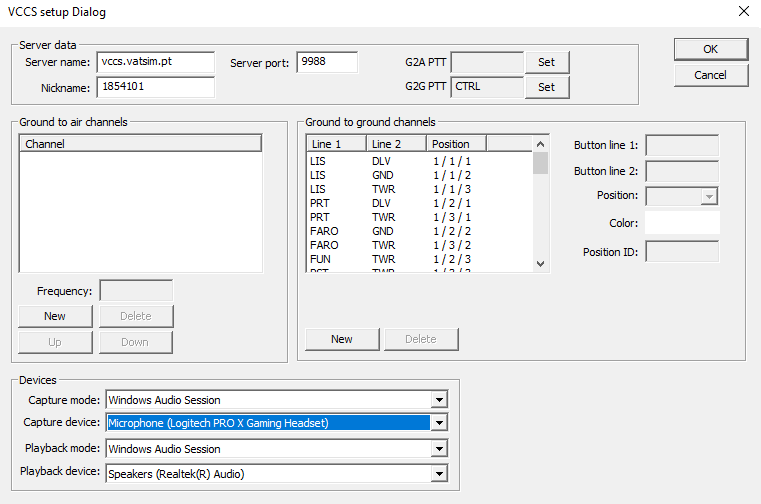 VCCS setup Dialog
Server data
Server name: vccs.vatsim.pt Server port: 9988 G2A PTT Set
Nickname: 1854101 G2G PTT CTRL Set
OK
Cancel
Ground to air channels
Channel
Frequency:
New Delete
Up Down
Ground to ground channels
Line 1 Line 2 Position
LIS DLV 1 / 1 / 1
LIS GND 1 / 1 / 2
LIS TWR 1 / 1 / 3
PRT DLV 1 / 2 / 1
PRT TWR 1 / 3 / 1
FARO GND 1 / 2 / 2
FARO TWR 1 / 3 / 2
FUN TWR 1 / 2 / 3
TWR 1 / 3 / 3
New Delete
Button line 1:
Button line 2:
Position:
Color:
Position ID:
Devices
Capture mode: Windows Audio Session
Capture device: Microphone (Logitech PRO X Gaming Headset)
Playback mode: Windows Audio Session
Playback device: Speakers (Realtek(R) Audio)